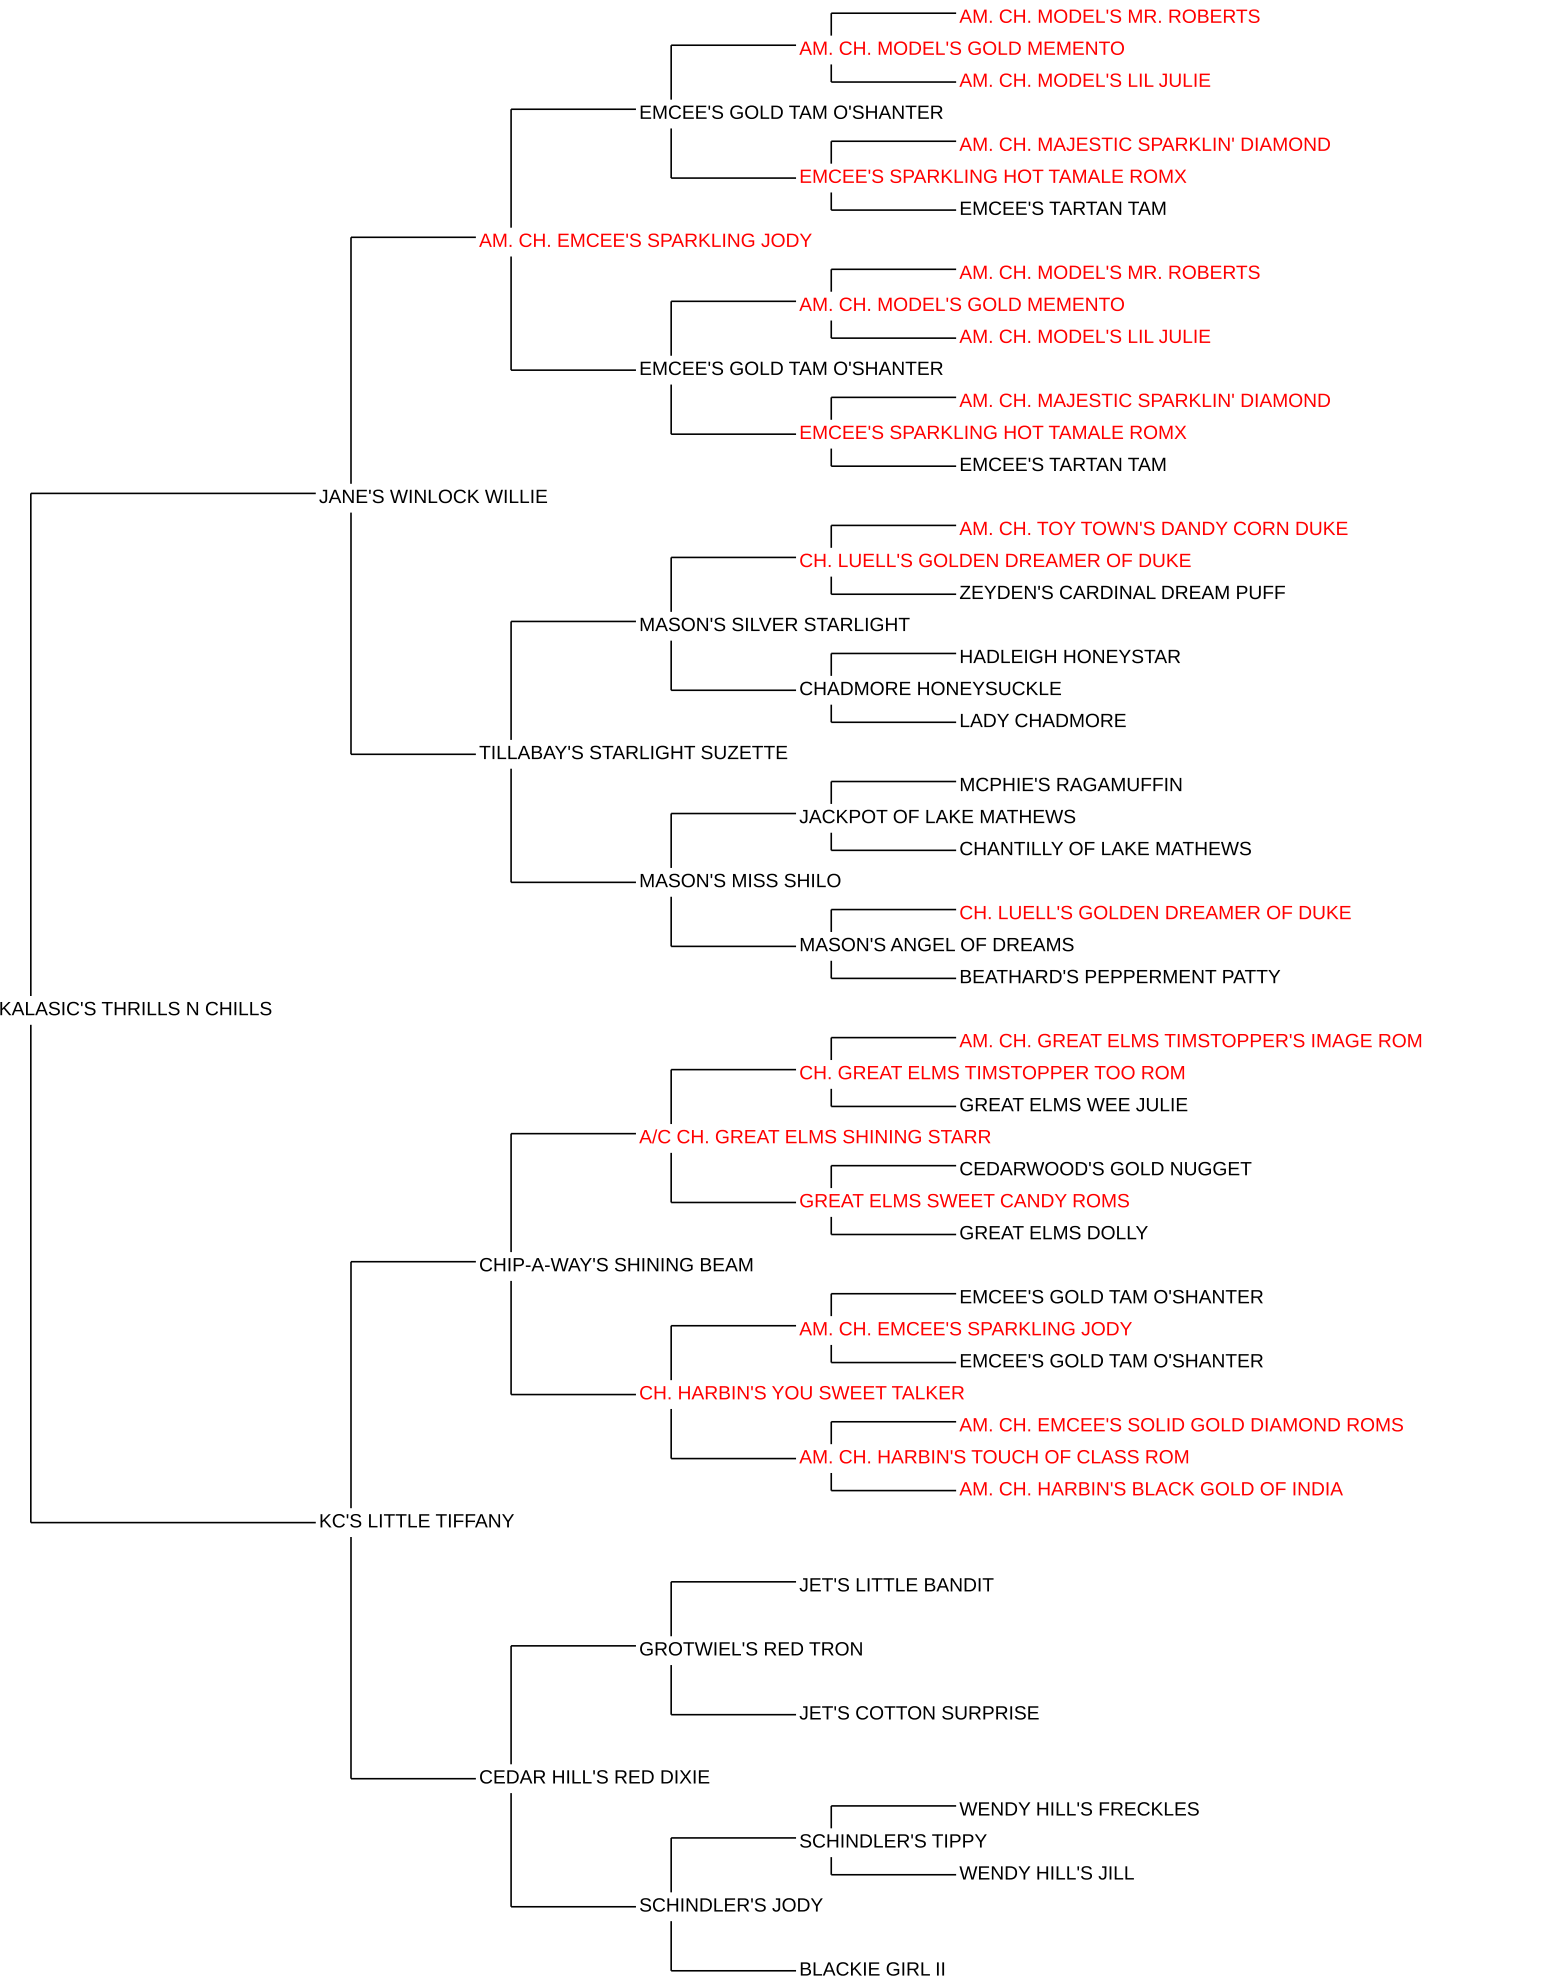 AM. CH. MODEL'S MR. ROBERTS
AM. CH. MODEL'S GOLD MEMENTO
AM. CH. MODEL'S LIL JULIE
EMCEE'S GOLD TAM O'SHANTER
AM. CH. MAJESTIC SPARKLIN' DIAMOND
EMCEE'S SPARKLING HOT TAMALE ROMX
EMCEE'S TARTAN TAM
AM. CH. EMCEE'S SPARKLING JODY
AM. CH. MODEL'S MR. ROBERTS
AM. CH. MODEL'S GOLD MEMENTO
AM. CH. MODEL'S LIL JULIE
EMCEE'S GOLD TAM O'SHANTER
AM. CH. MAJESTIC SPARKLIN' DIAMOND
EMCEE'S SPARKLING HOT TAMALE ROMX
EMCEE'S TARTAN TAM
JANE'S WINLOCK WILLIE
AM. CH. TOY TOWN'S DANDY CORN DUKE
CH. LUELL'S GOLDEN DREAMER OF DUKE
ZEYDEN'S CARDINAL DREAM PUFF
MASON'S SILVER STARLIGHT
HADLEIGH HONEYSTAR
CHADMORE HONEYSUCKLE
LADY CHADMORE
TILLABAY'S STARLIGHT SUZETTE
MCPHIE'S RAGAMUFFIN
JACKPOT OF LAKE MATHEWS
CHANTILLY OF LAKE MATHEWS
MASON'S MISS SHILO
CH. LUELL'S GOLDEN DREAMER OF DUKE
MASON'S ANGEL OF DREAMS
BEATHARD'S PEPPERMENT PATTY
KALASIC'S THRILLS N CHILLS
AM. CH. GREAT ELMS TIMSTOPPER'S IMAGE ROM
CH. GREAT ELMS TIMSTOPPER TOO ROM
GREAT ELMS WEE JULIE
A/C CH. GREAT ELMS SHINING STARR
CEDARWOOD'S GOLD NUGGET
GREAT ELMS SWEET CANDY ROMS
GREAT ELMS DOLLY
CHIP-A-WAY'S SHINING BEAM
EMCEE'S GOLD TAM O'SHANTER
AM. CH. EMCEE'S SPARKLING JODY
EMCEE'S GOLD TAM O'SHANTER
CH. HARBIN'S YOU SWEET TALKER
AM. CH. EMCEE'S SOLID GOLD DIAMOND ROMS
AM. CH. HARBIN'S TOUCH OF CLASS ROM
AM. CH. HARBIN'S BLACK GOLD OF INDIA
KC'S LITTLE TIFFANY
JET'S LITTLE BANDIT
GROTWIEL'S RED TRON
JET'S COTTON SURPRISE
CEDAR HILL'S RED DIXIE
WENDY HILL'S FRECKLES
SCHINDLER'S TIPPY
WENDY HILL'S JILL
SCHINDLER'S JODY
BLACKIE GIRL II